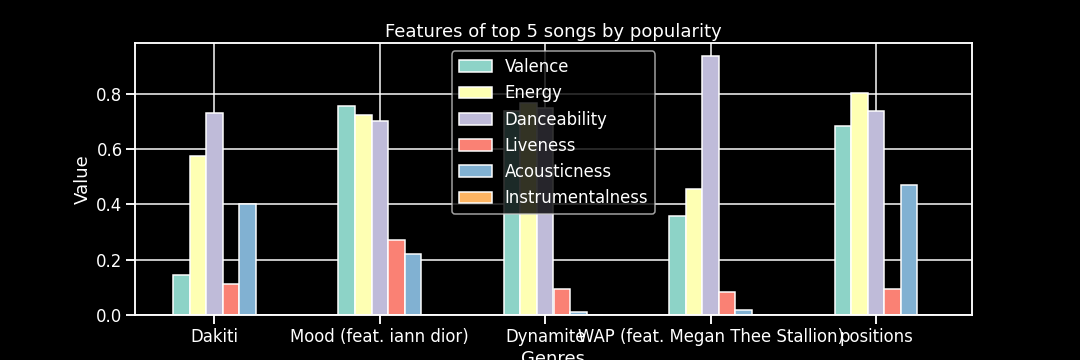 Features of top 5 songs by popularity
Valence
Energy
Danceability
Liveness
Acousticness
Instrumentalness
Value
0.8
0.6
0.4
0.2
0.0
Dakiti
Mood (feat. iann dior)
Dynamite
WAP (feat. Megan Thee Stallion)
positions
Genres